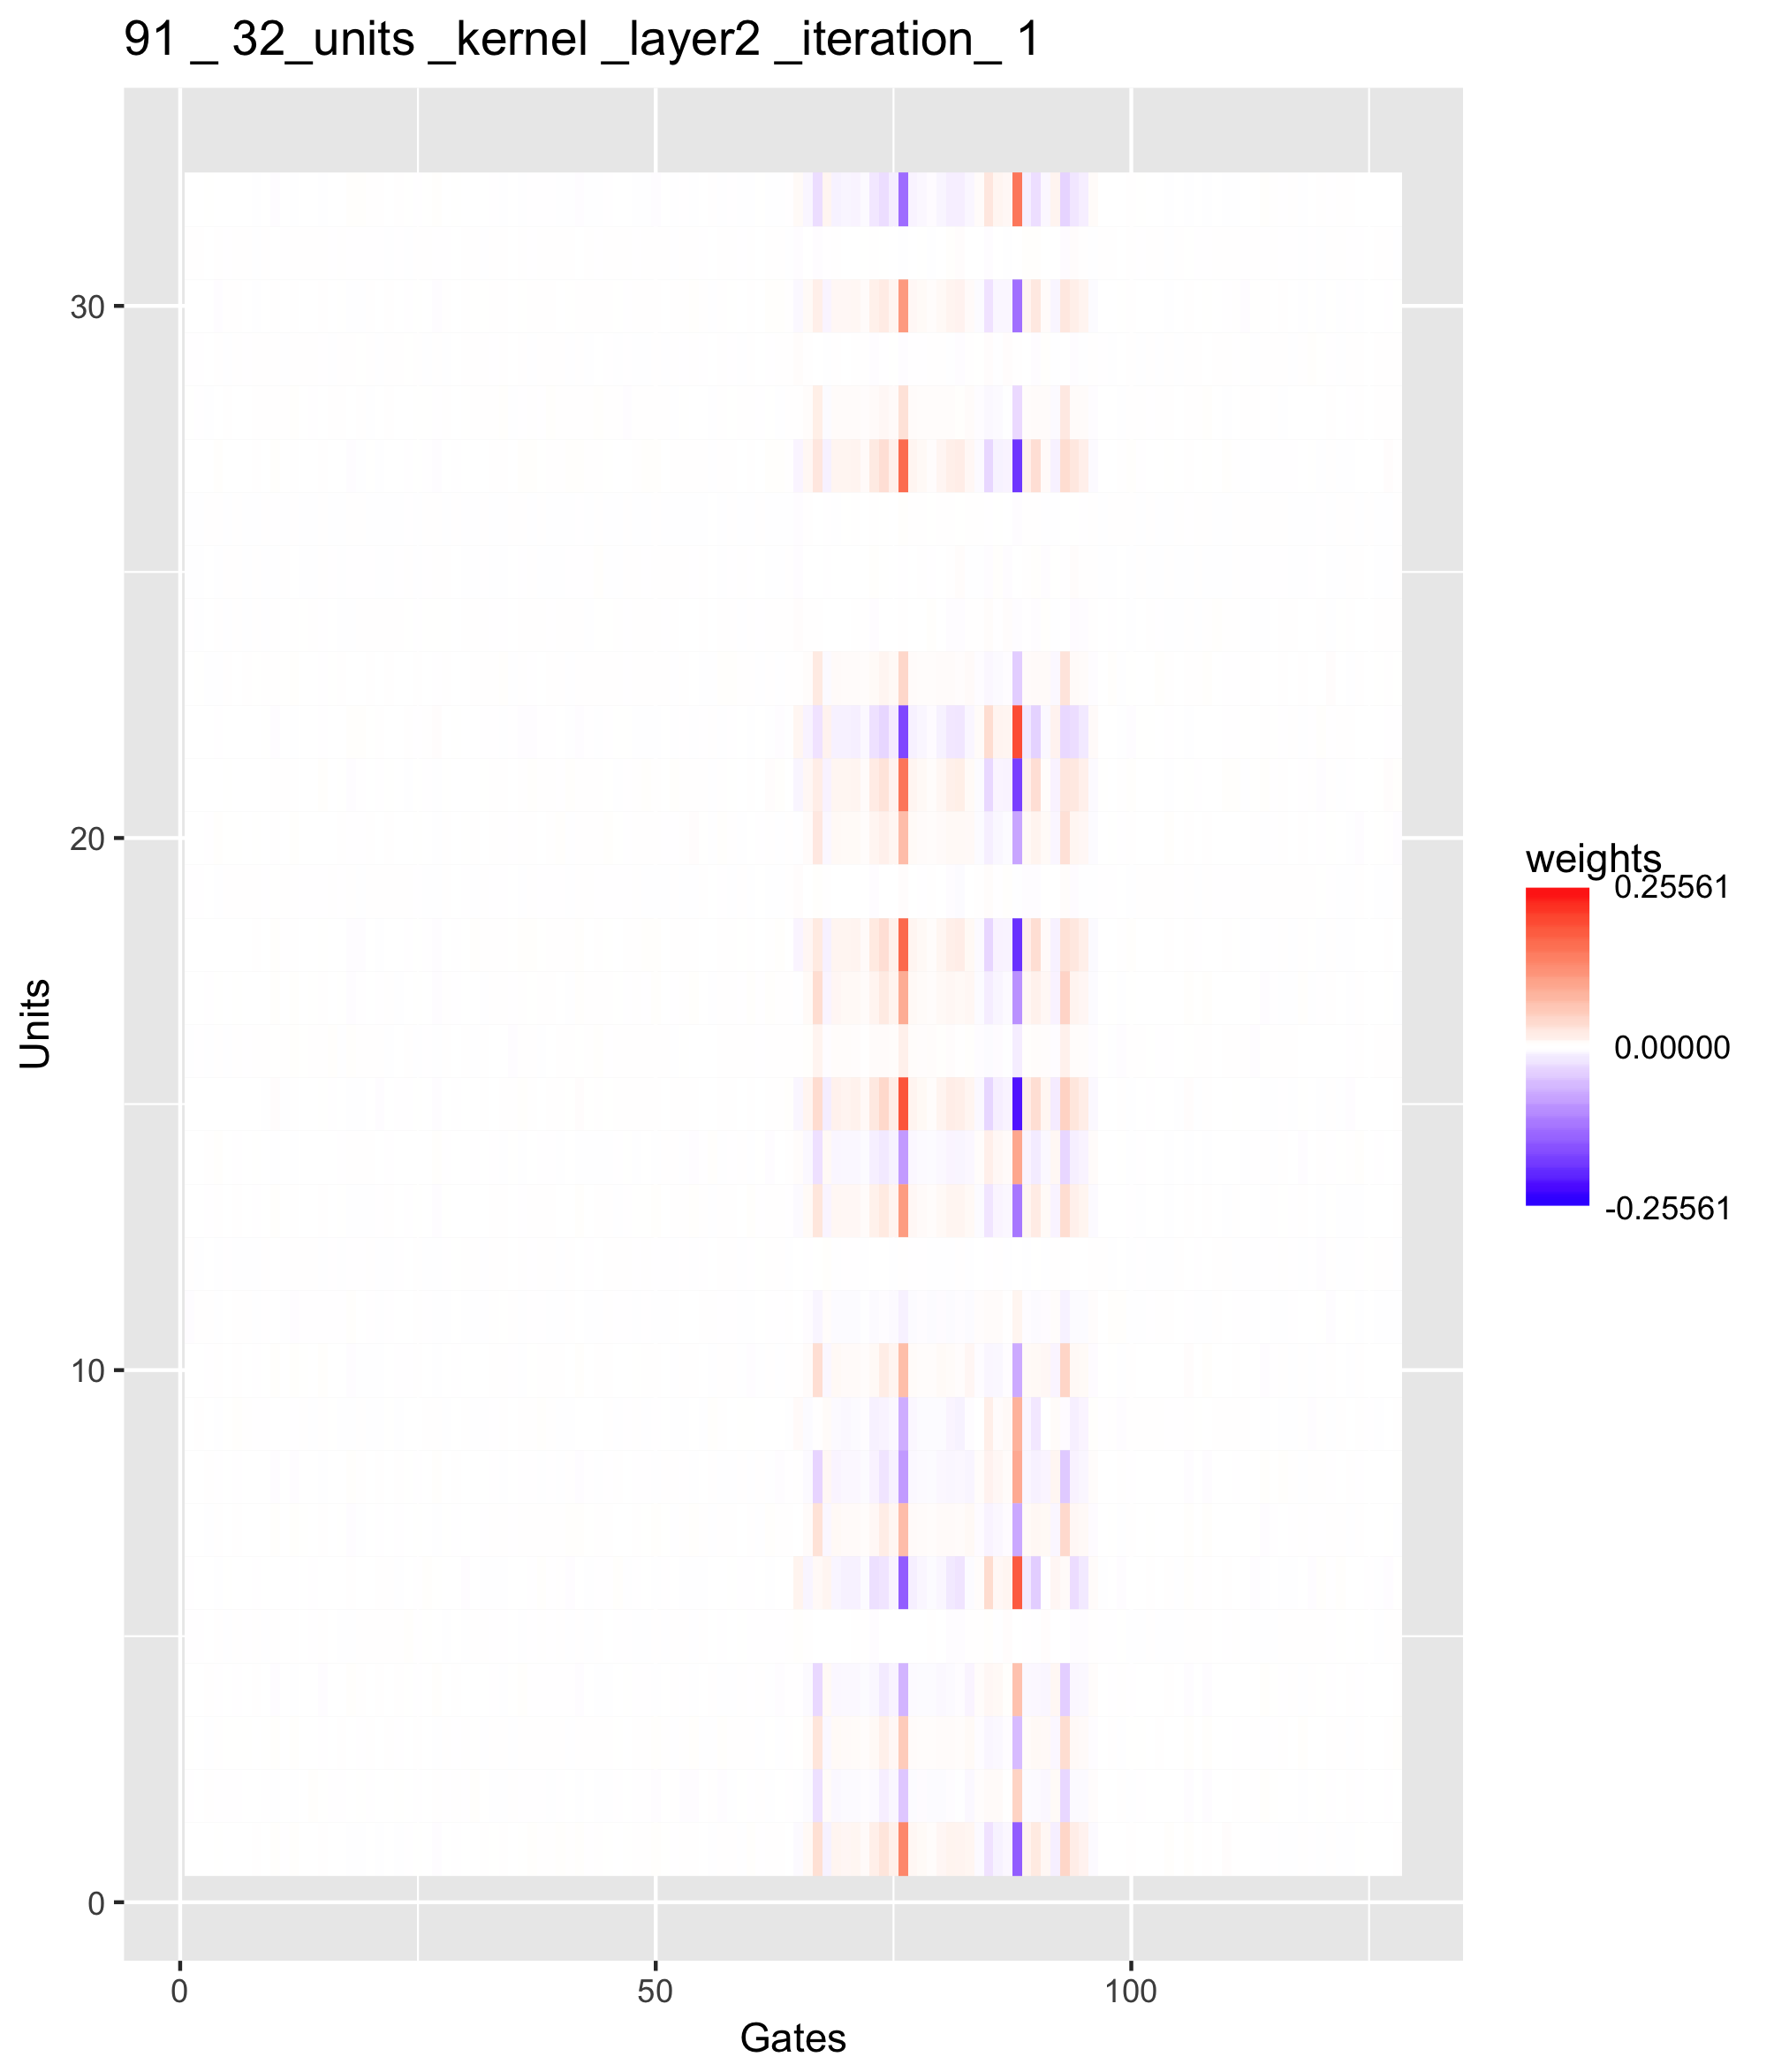 91 _ 32_units _kernel _layer2 _iteration_ 1
30
20
10
0
Units
0 50 100
Gates
weights
0.25561
0.00000
-0.25561